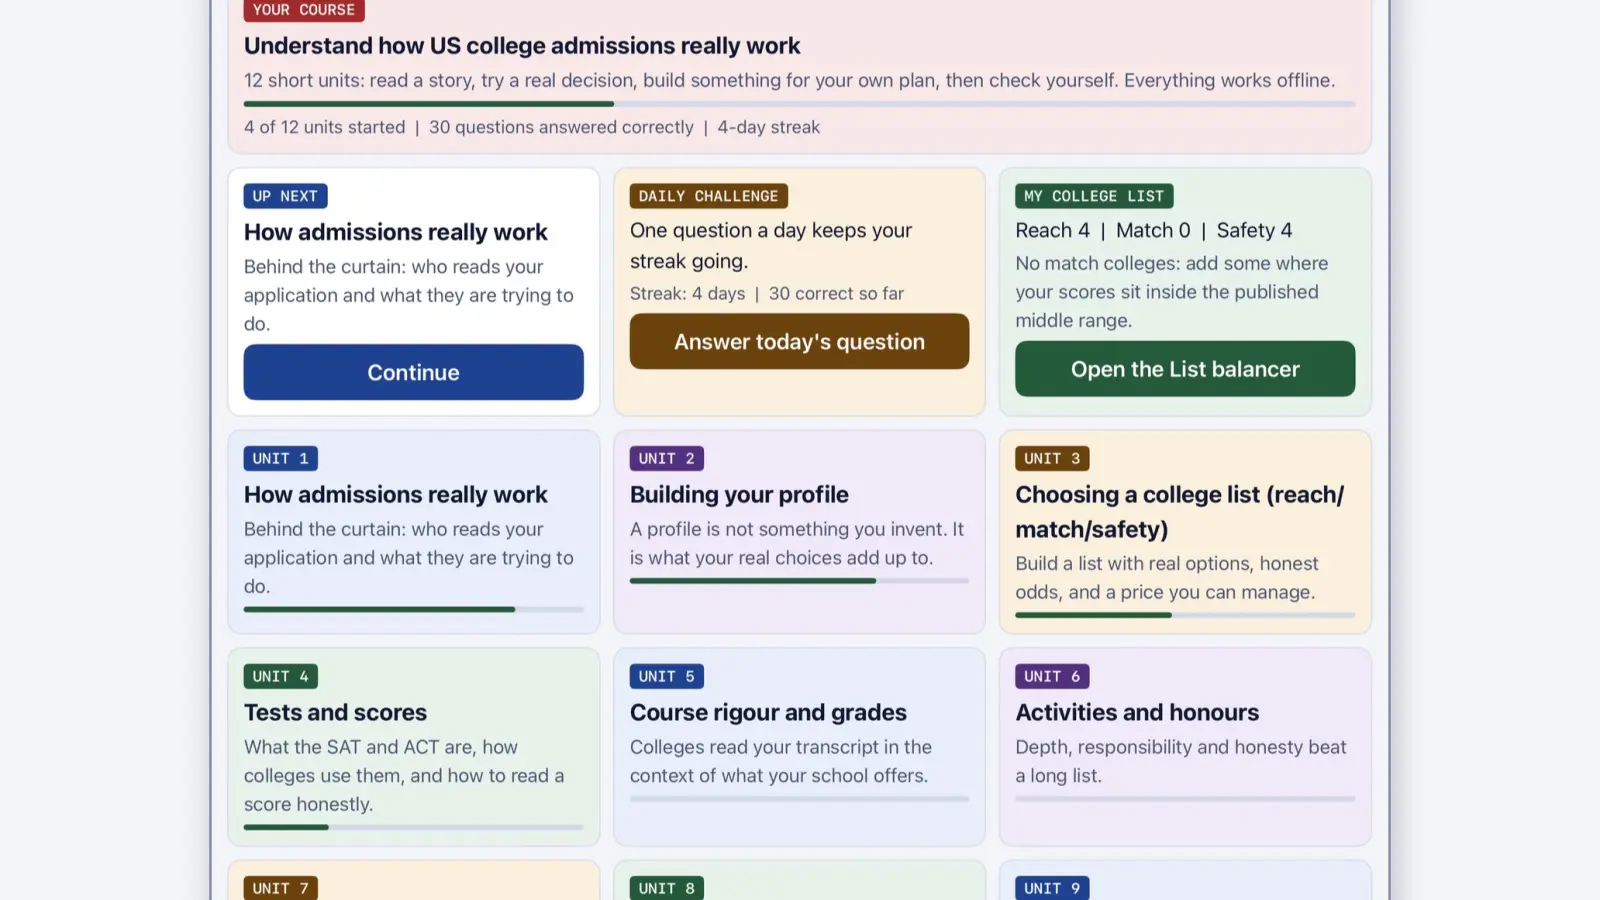 YOUR COURSE
Understand how US college admissions really work
12 short units: read a story, try a real decision, build something for your own plan, then check yourself. Everything works offline.
4 of 12 units started | 30 questions answered correctly | 4-day streak
UP NEXT
How admissions really work
Behind the curtain: who reads your
application and what they are trying to
do.
Continue
DAILY CHALLENGE
One question a day keeps your
streak going.
Streak: 4 days | 30 correct so far
Answer today's question
MY COLLEGE LIST
Reach 4 | Match 0 | Safety 4
No match colleges: add some where
your scores sit inside the published
middle range.
Open the List balancer
UNIT 1
How admissions really work
Behind the curtain: who reads your
application and what they are trying to
do.
UNIT 2
Building your profile
A profile is not something you invent. It
is what your real choices add up to.
UNIT 3
Choosing a college list (reach/
match/safety)
Build a list with real options, honest
odds, and a price you can manage.
UNIT 4
Tests and scores
What the SAT and ACT are, how
colleges use them, and how to read a
score honestly.
UNIT 5
Course rigour and grades
Colleges read your transcript in the
context of what your school offers.
UNIT 6
Activities and honours
Depth, responsibility and honesty beat
a long list.
UNIT 7
UNIT 8
UNIT 9